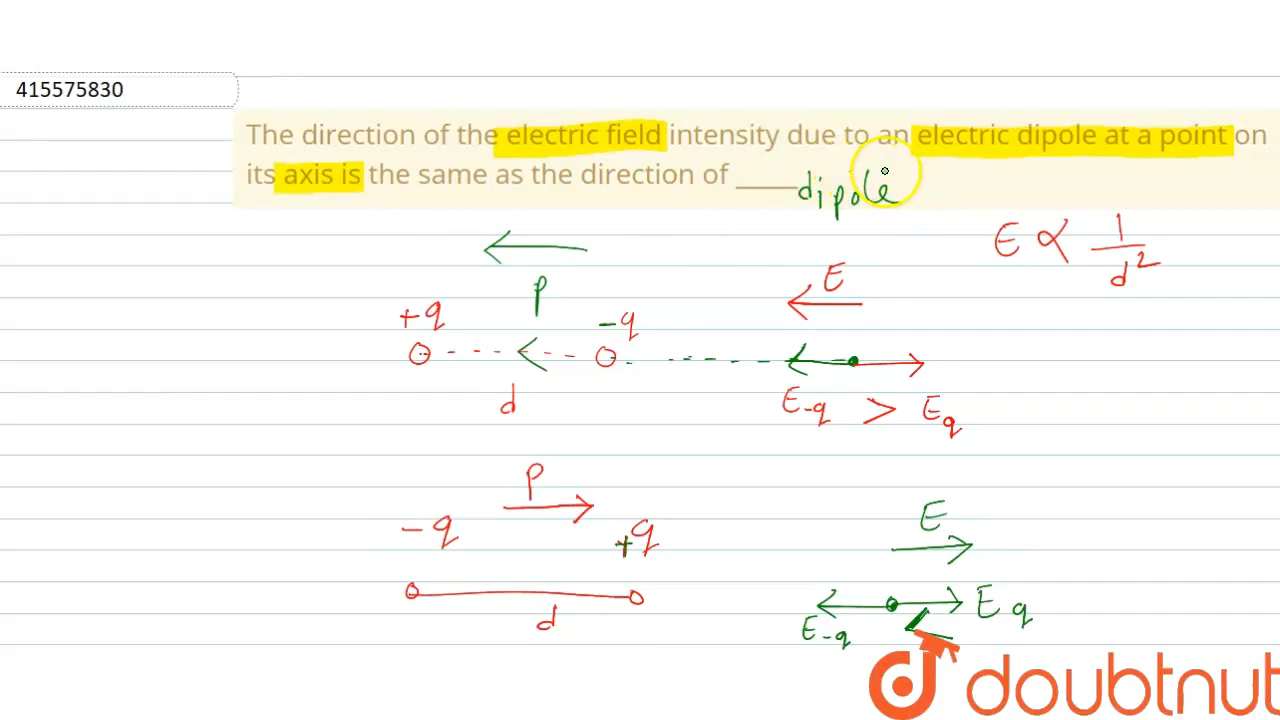 415575830
The direction of the electric field intensity due to an electric dipole at a point on
its axis is the same as the direction of _____ dipole
E ∝ 1/d²
P
E
+q
-q
d
E-q > Eq
P
-q
+q
d
E
E-q < Eq
doubtnut